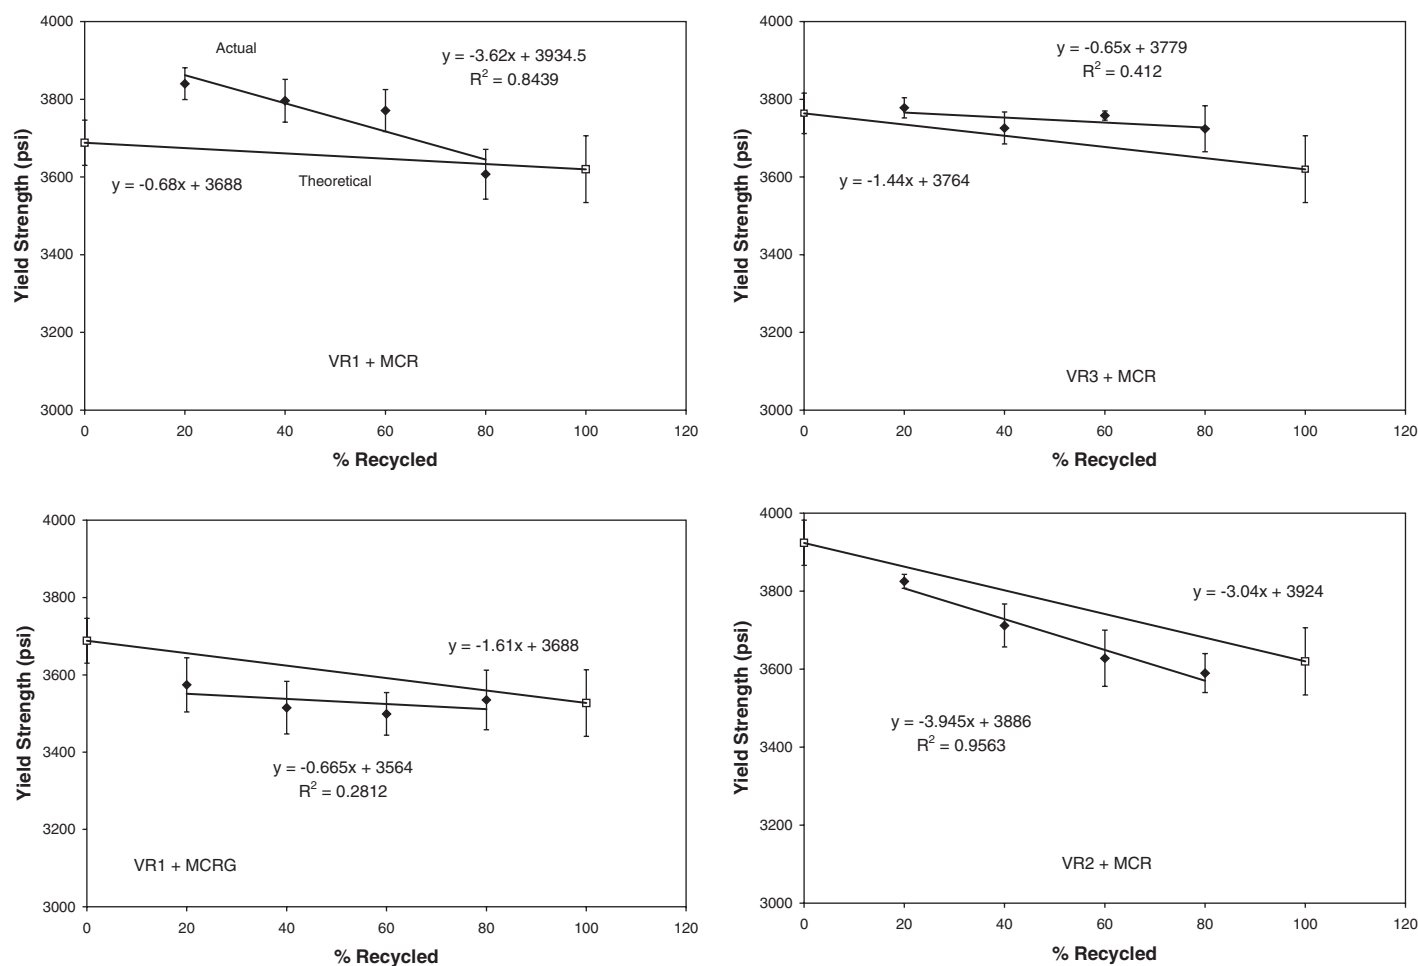 4000
3800
3600
3400
3200
3000
Yield Strength (psi)
Actual
y = -3.62x + 3934.5
R² = 0.8439
y = -0.68x + 3688
Theoretical
VR1 + MCR
0 20 40 60 80 100 120
% Recycled
4000
3800
3600
3400
3200
3000
Yield Strength (psi)
y = -0.65x + 3779
R² = 0.412
y = -1.44x + 3764
VR3 + MCR
0 20 40 60 80 100 120
% Recycled
4000
3800
3600
3400
3200
3000
Yield Strength (psi)
y = -1.61x + 3688
y = -0.665x + 3564
R² = 0.2812
VR1 + MCRG
0 20 40 60 80 100 120
% Recycled
4000
3800
3600
3400
3200
3000
Yield Strength (psi)
y = -3.04x + 3924
y = -3.945x + 3886
R² = 0.9563
VR2 + MCR
0 20 40 60 80 100 120
% Recycled